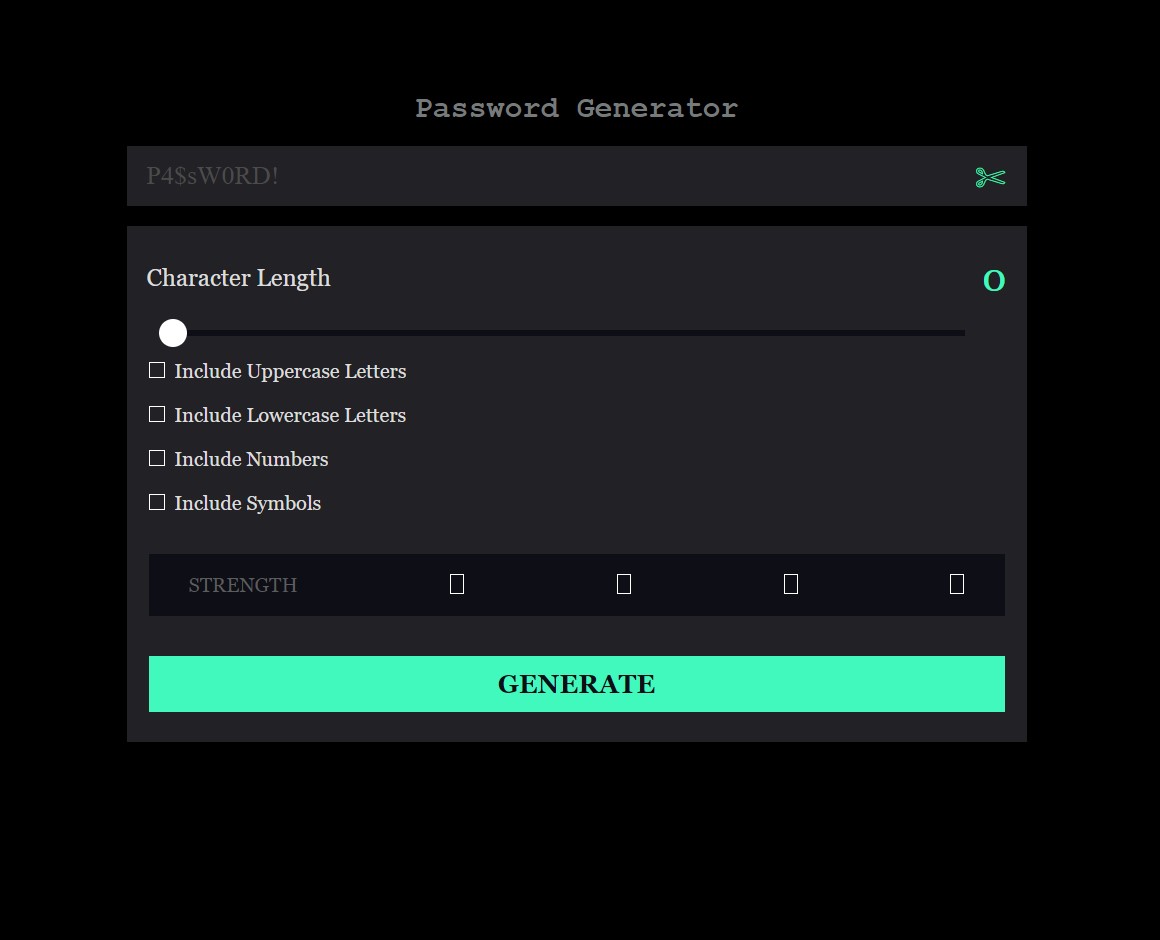 Password Generator
P4$sW0RD!
Character Length 0
Include Uppercase Letters
Include Lowercase Letters
Include Numbers
Include Symbols
STRENGTH
GENERATE